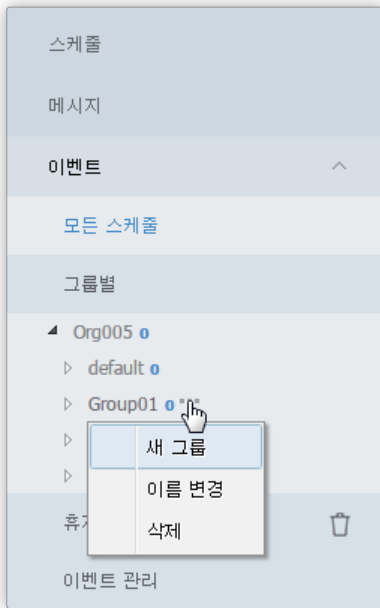 스케줄
메시지
이벤트
모든 스케줄
그룹별
Org005 0
default 0
Group01 0
새 그룹
이름 변경
삭제
이벤트 관리